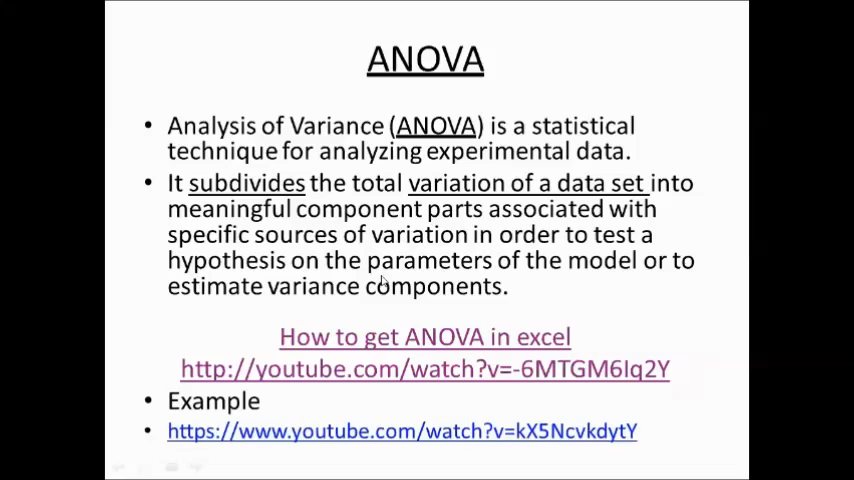 ANOVA
• Analysis of Variance (ANOVA) is a statistical
technique for analyzing experimental data.
• It subdivides the total variation of a data set into
meaningful component parts associated with
specific sources of variation in order to test a
hypothesis on the parameters of the model or to
estimate variance components.
How to get ANOVA in excel
http://youtube.com/watch?v=-6MTGM6Iq2Y
• Example
• https://www.youtube.com/watch?v=kX5NcvkdytY